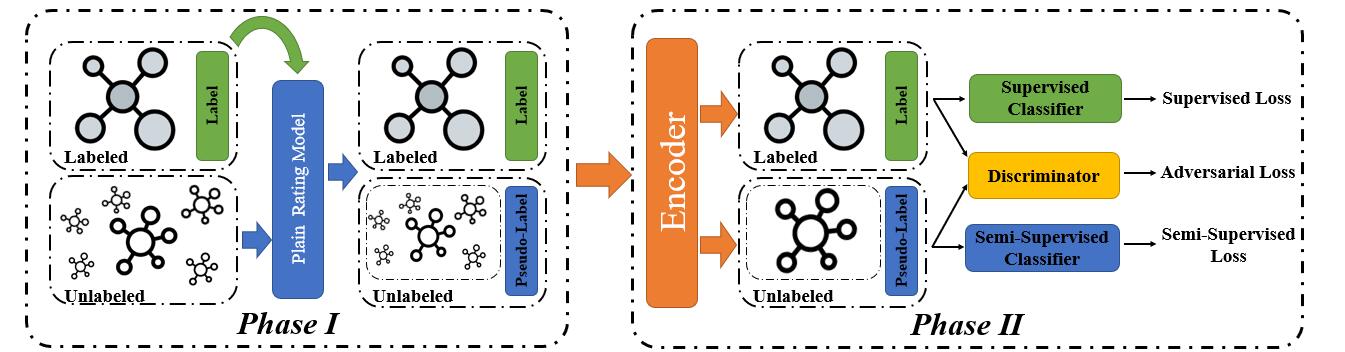 Label
Labeled
Unlabeled
Plain Rating Model
Label
Labeled
Pseudo-Label
Unlabeled
Phase I
Encoder
Label
Labeled
Pseudo-Label
Unlabeled
Supervised
Classifier
Supervised Loss
Discriminator
Adversarial Loss
Semi-Supervised
Classifier
Semi-Supervised
Loss
Phase II